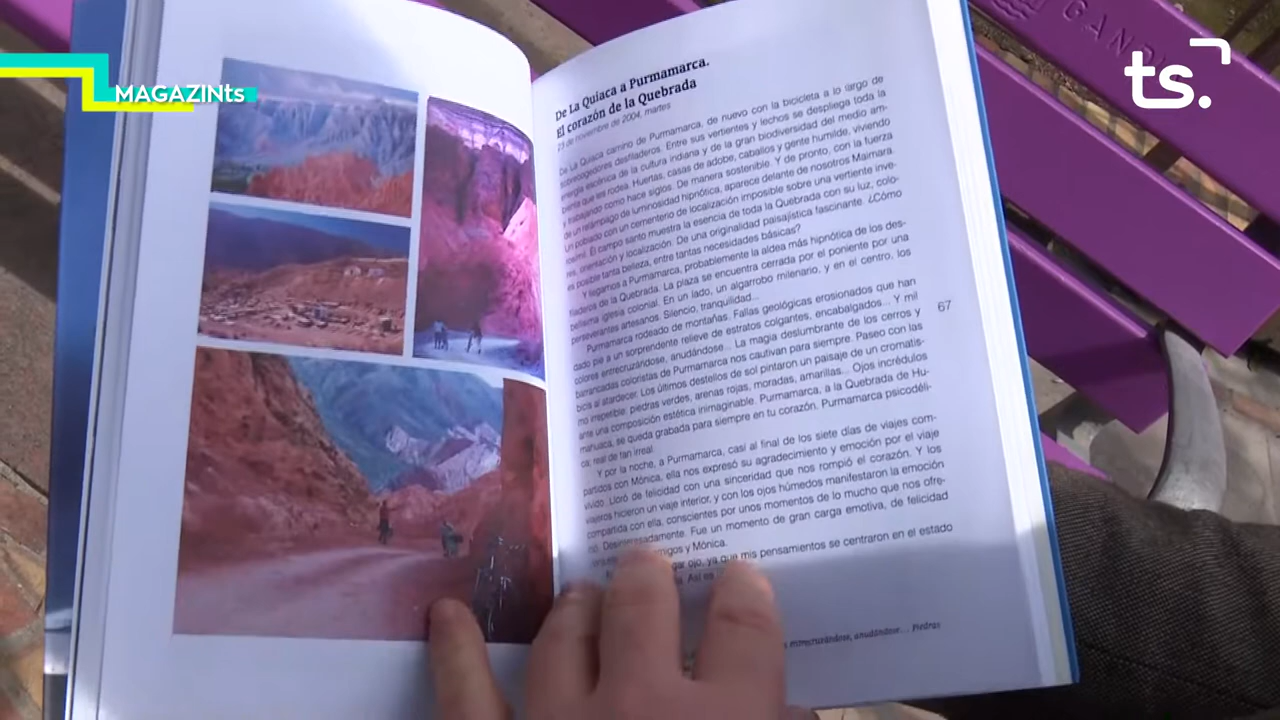 MAGAZINts
ts.
GAND
De La Quiaca a Purmamarca.
El corazón de la Quebrada
23 de noviembre de 2004, martes
De La Quiaca camino de Purmamarca, de nuevo con la bicicleta a lo largo de
sobrecogedores desfiladeros. Entre sus vertientes y lechos se despliega toda la
energía escénica de la cultura indiana y de la gran biodiversidad del medio am-
biente que les rodea. Huertas, casas de adobe, caballos y gente humilde, viviendo
y trabajando como hace siglos. De manera sostenible. Y de pronto, con la fuerza
de un relámpago de luminosidad hipnótica, aparece delante de nosotros Maimara.
Un poblado con un cementerio de localización imposible sobre una vertiente inve-
rosímil. El campo santo muestra la esencia de toda la Quebrada con su luz, colo-
res, orientación y localización. De una originalidad paisajística fascinante. ¿Cómo
es posible tanta belleza, entre tantas necesidades básicas?
Y llegamos a Purmamarca, probablemente la aldea más hipnótica de los des-
filaderos de la Quebrada. La plaza se encuentra cerrada por el poniente por una
bellísima iglesia colonial. En un lado, un algarrobo milenario, y en el centro, los
perseverantes artesanos. Silencio, tranquilidad...
Purmamarca rodeado de montañas. Fallas geológicas erosionados que han
dado pie a un sorprendente relieve de estratos colgantes, encabalgados... Y mil
colores entrecruzándose, anudándose... La magia deslumbrante de los cerros y
barrancadas coloristas de Purmamarca nos cautivan para siempre. Paseo con las
bicis al atardecer. Los últimos destellos de sol pintaron un paisaje de un cromatis-
mo irrepetible: piedras verdes, arenas rojas, moradas, amarillas... Ojos incrédulos
ante una composición estética inimaginable. Purmamarca, a la Quebrada de Hu-
mahuaca, se queda grabada para siempre en tu corazón. Purmamarca psicodéli-
ca; real de tan irreal.
Y por la noche, a Purmamarca, casi al final de los siete días de viajes com-
partidos con Mónica, ella nos expresó su agradecimiento y emoción por el viaje
vivido. Lloró de felicidad con una sinceridad que nos rompió el corazón. Y los
viajeros hicieron un viaje interior, y con los ojos húmedos manifestaron la emoción
compartida con ella, conscientes por unos momentos de lo mucho que nos ofre-
ció. Desinteresadamente. Fue un momento de gran carga emotiva, de felicidad
migos y Mónica.
gar ojo, ya que mis pensamientos se centraron en el estado
Así es
entrecruzándose, anudándose... Piedras
67